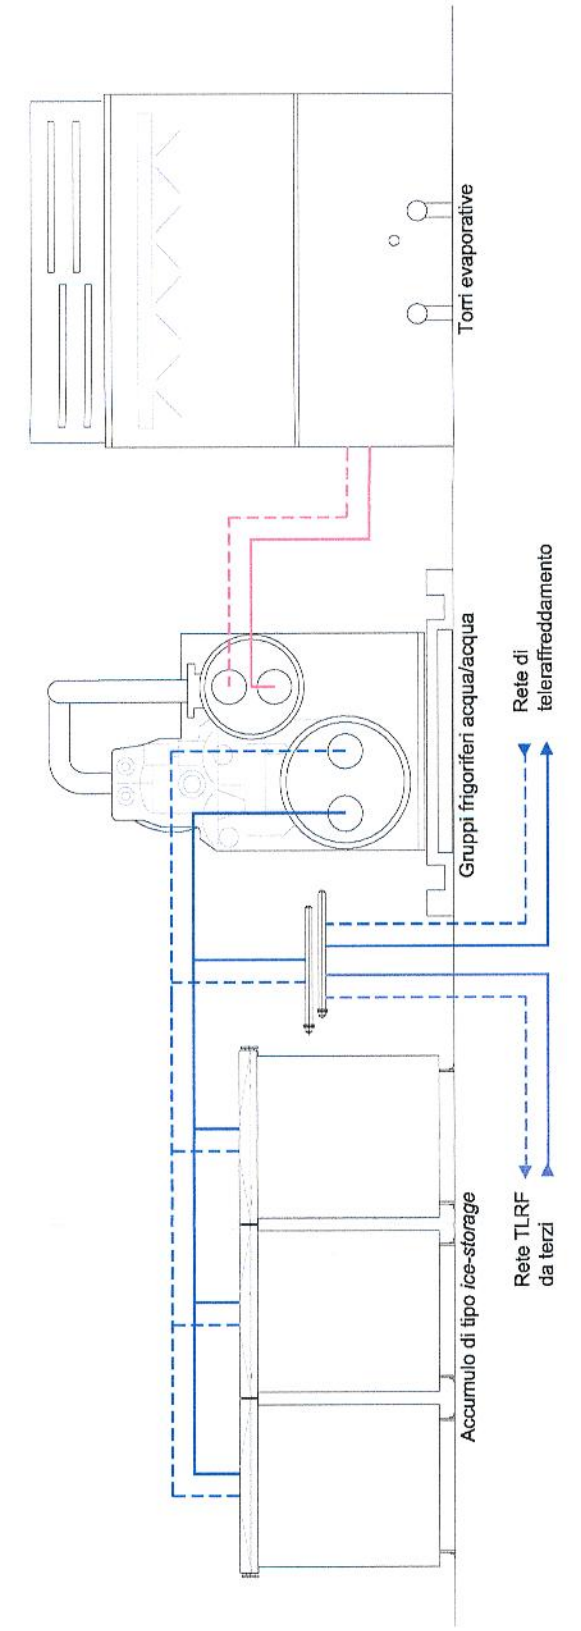 Accumulo di tipo ice-storage
Gruppi frigoriferi acqua/acqua
Torri evaporative
Rete TLRF
da terzi
Rete di
teleraffreddamento